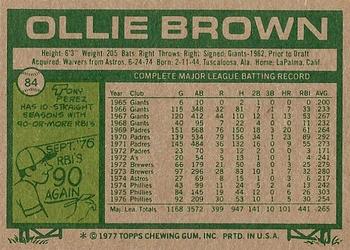 OLLIE BROWN
84
Height: 6'3" Weight: 205 Bats: Right Throws: Right Signed: Giants-1962, Prior to Draft
Acquired: Waivers from Astros, 6-24-74 Born: 2-11-44, Tuscaloosa, Ala. Home: LaPalma, Calif.
TONY PEREZ
HAS 10-STRAIGHT
SEASONS WITH
90-OR-MORE RBI'S
SEPT. '76
RBI'S
90
AGAIN
COMPLETE MAJOR LEAGUE BATTING RECORD
Year Club G AB R H 2B 3B HR RBI AVG.
1965 Giants 6 10 0 2 1 0 0 0 .200
1966 Giants 115 348 32 81 7 1 7 33 .233
1967 Giants 120 412 44 110 12 1 13 53 .267
1968 Giants 40 95 7 22 4 0 0 11 .232
1969 Padres 151 568 76 150 18 3 20 61 .264
1970 Padres 139 534 79 156 34 1 23 89 .292
1971 Padres 145 484 36 132 16 0 9 55 .273
1972 Padres 23 70 3 12 2 0 0 3 .171
1972 A's 20 54 5 13 1 0 1 4 .241
1972 Brewers 66 179 21 50 8 0 3 25 .279
1973 Brewers 97 296 28 83 10 1 7 32 .280
1974 Astros 27 69 8 15 1 0 3 6 .217
1974 Phillies 43 99 11 24 5 2 4 13 .242
1975 Phillies 84 145 19 44 12 0 6 26 .303
1976 Phillies 92 209 30 53 10 1 5 30 .254
Maj. Lea. Totals 1168 3572 399 947 141 10 101 441 .265
* © 1977 TOPPS CHEWING GUM, INC. PRTD. IN U.S.A.